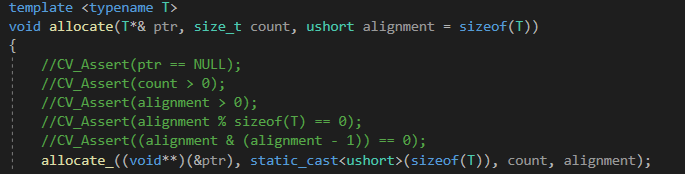 template <typename T>
void allocate(T*& ptr, size_t count, ushort alignment = sizeof(T))
{
//CV_Assert(ptr == NULL);
//CV_Assert(count > 0);
//CV_Assert(alignment > 0);
//CV_Assert(alignment % sizeof(T) == 0);
//CV_Assert((alignment & (alignment - 1)) == 0);
allocate_((void**)(&ptr), static_cast<ushort>(sizeof(T)), count, alignment);